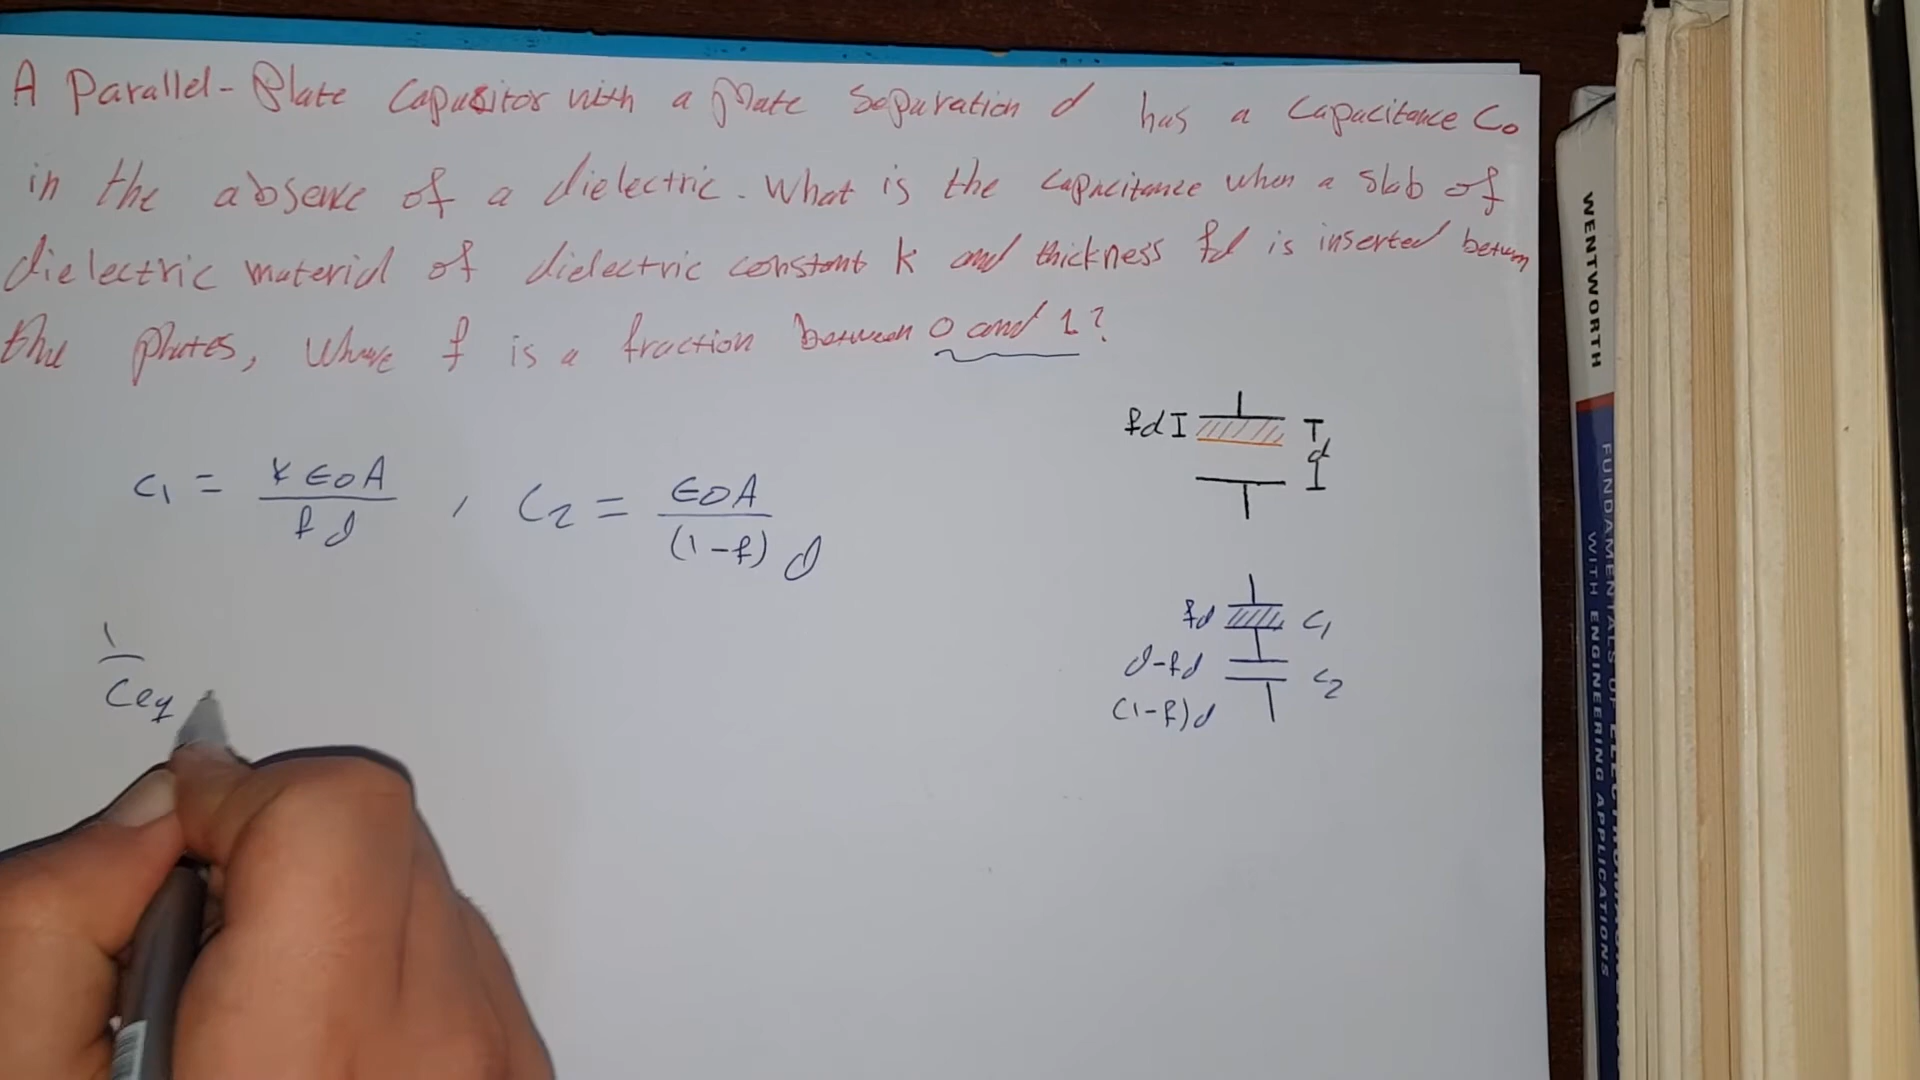 A Parallel-Plate Capacitor with a Plate Separation d has a Capacitance C₀
in the absence of a dielectric. What is the capacitance when a slab of
dielectric material of dielectric constant k and thickness fd is inserted between
the plates, where f is a fraction between 0 and 1?
fd I d
C₁ = k ϵ₀A / fd , C₂ = ϵ₀A / (1-f) d
fd C₁
d-fd C₂
(1-f)d
1 / Ceq
WENTWORTH
FUNDAMENTALS OF
WITH ENGINEERING APPLICATIONS